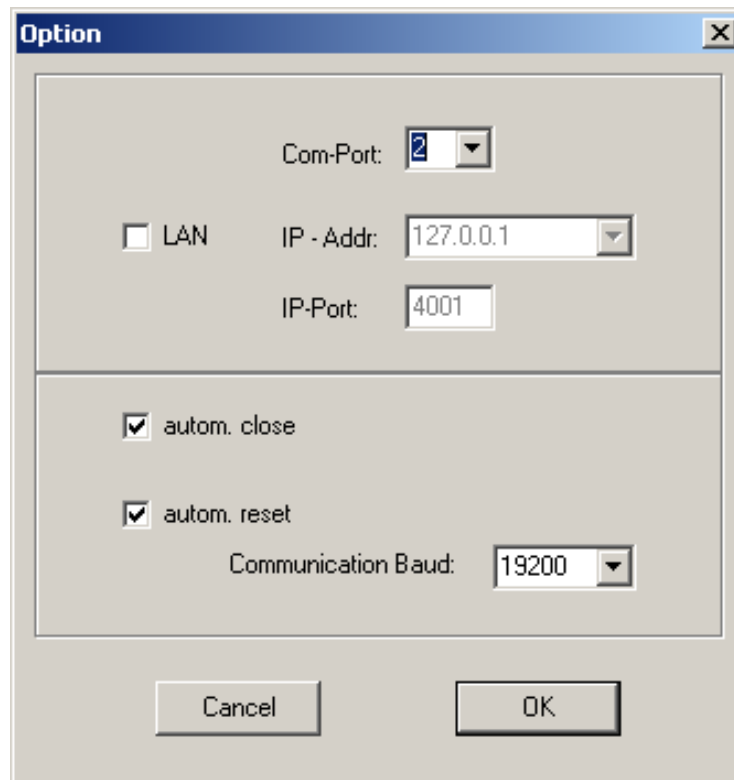 Option
Com-Port: 2
LAN IP - Addr: 127.0.0.1
IP-Port: 4001
autom. close
autom. reset
Communication Baud: 19200
Cancel OK